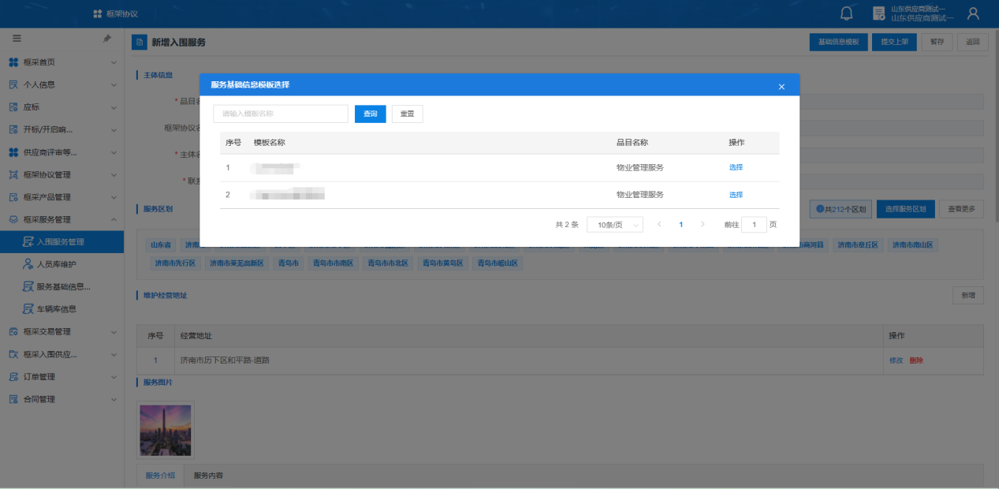 框架协议
山东供应商测试一
山东供应商测试一
新增入围服务
基础信息模板
提交上架
暂存
返回
框采首页
个人信息
应标
开标/开启响...
供应商评审等...
框架协议管理
框采产品管理
框采服务管理
入围服务管理
人员库维护
服务基础信息...
车辆库信息
框采交易管理
框采入围供应...
订单管理
合同管理
主体信息
* 品目名
框架协议名
* 主体名
* 联系
服务基础信息模板选择
请输入模板名称
查询
重置
序号 模板名称 品目名称 操作
1 物业管理服务 选择
2 物业管理服务 选择
共 2 条 10条/页 1 前往 1 页
服务区划
共212个区划
选择服务区划
查看更多
山东省 济南 商河县 济南市章丘区 济南市南山区
济南市先行区 济南市莱芜高新区 青岛市 青岛市市南区 青岛市市北区 青岛市黄岛区 青岛市崂山区
维护经营地址
新增
序号 经营地址 操作
1 济南市历下区和平路-道路 修改 删除
服务图片
服务介绍 服务内容